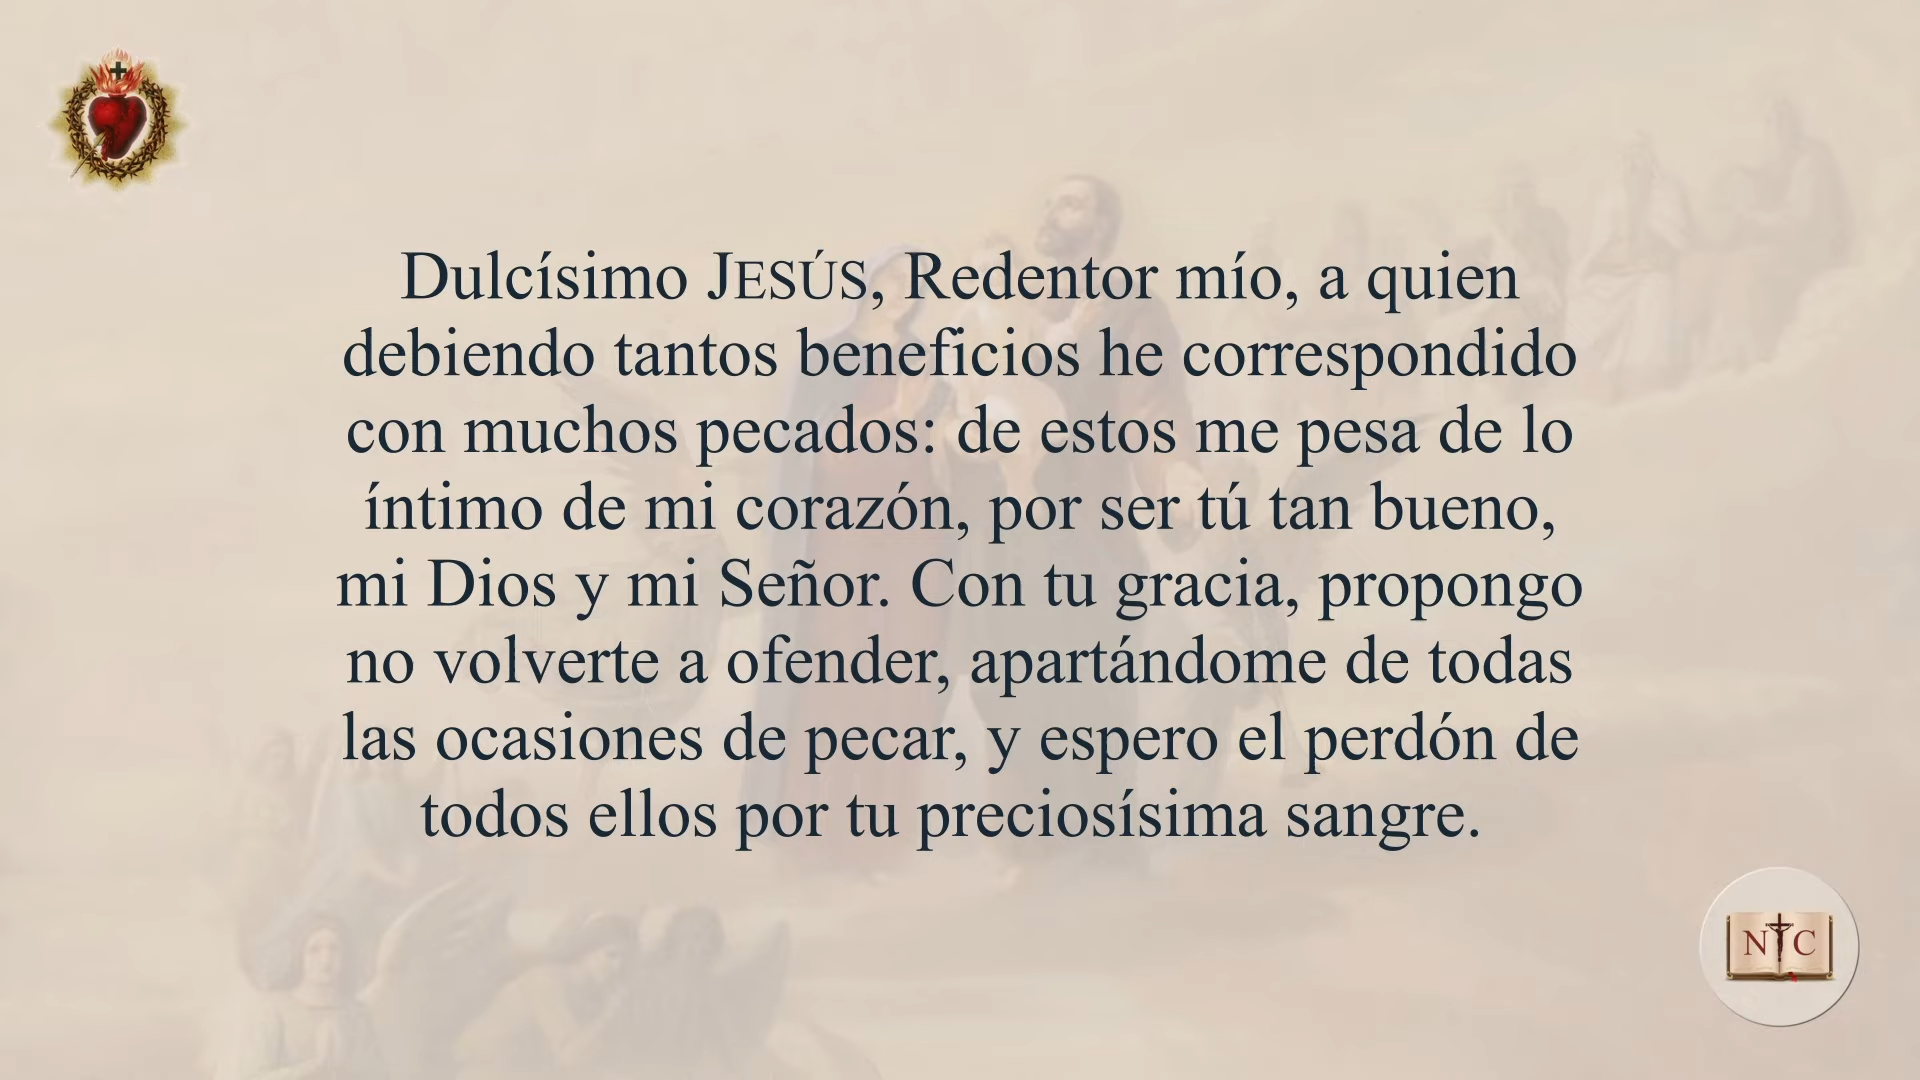 Dulcísimo JESÚS, Redentor mío, a quien
debiendo tantos beneficios he correspondido
con muchos pecados: de estos me pesa de lo
íntimo de mi corazón, por ser tú tan bueno,
mi Dios y mi Señor. Con tu gracia, propongo
no volverte a ofender, apartándome de todas
las ocasiones de pecar, y espero el perdón de
todos ellos por tu preciosísima sangre.
N C